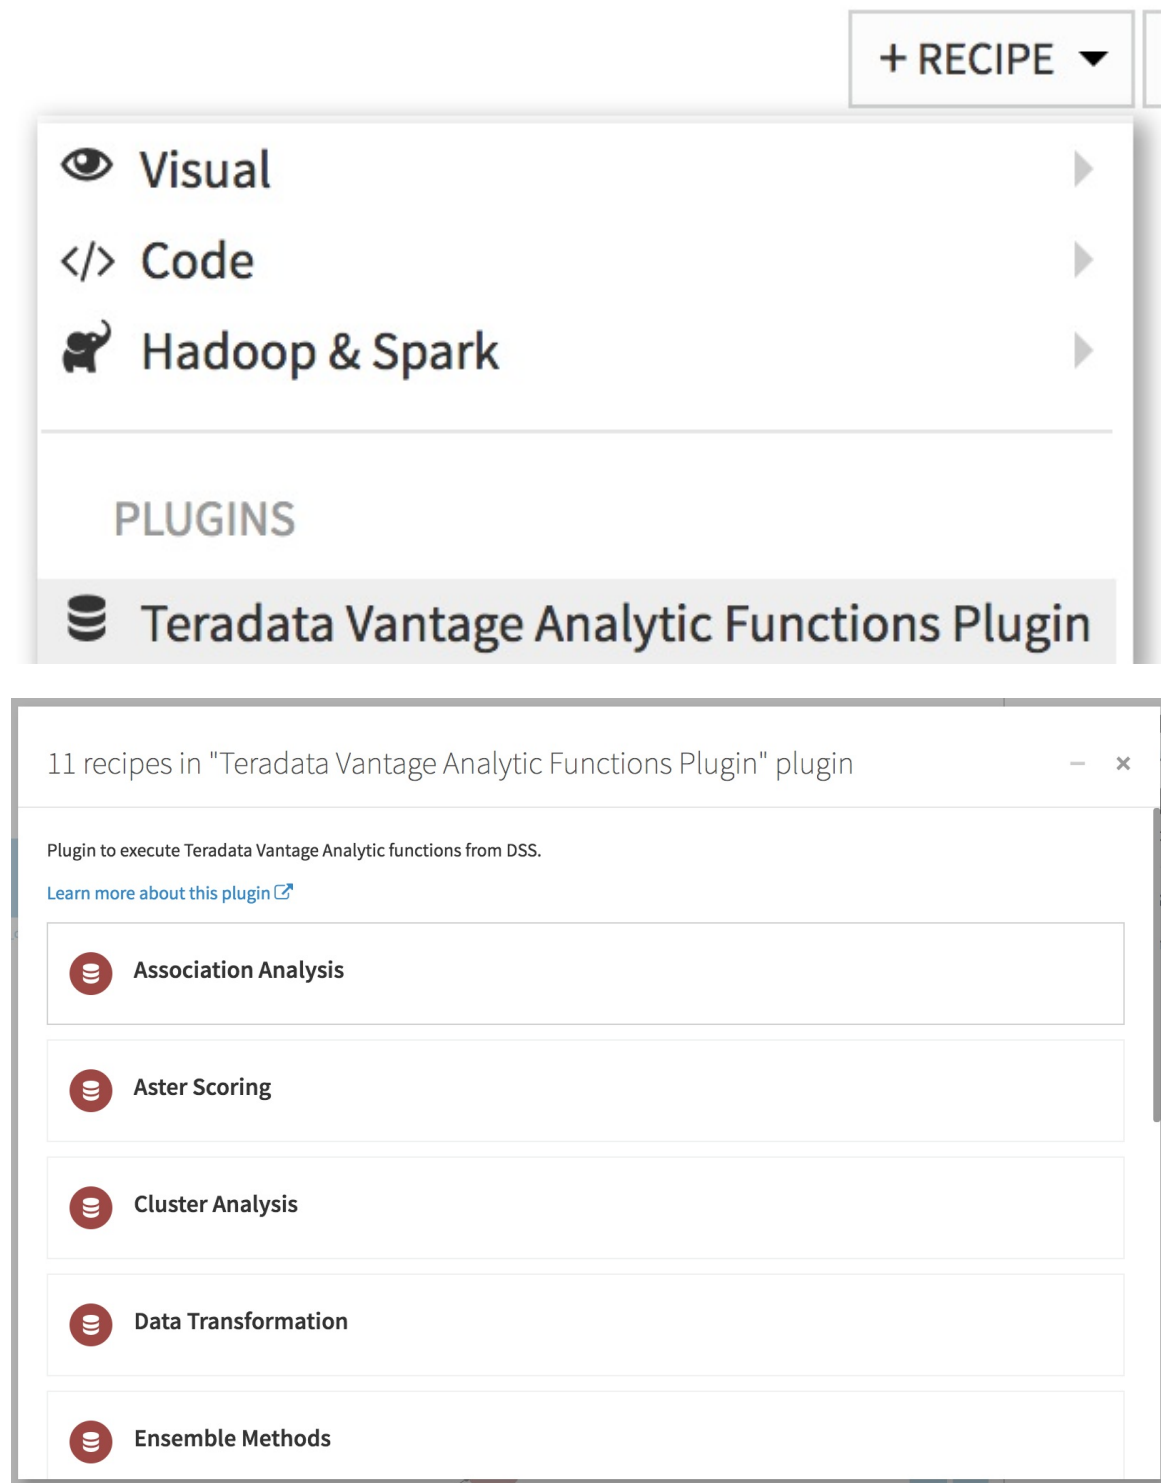 + RECIPE
Visual
</> Code
Hadoop & Spark
PLUGINS
Teradata Vantage Analytic Functions Plugin
11 recipes in "Teradata Vantage Analytic Functions Plugin" plugin
Plugin to execute Teradata Vantage Analytic functions from DSS.
Learn more about this plugin
Association Analysis
Aster Scoring
Cluster Analysis
Data Transformation
Ensemble Methods